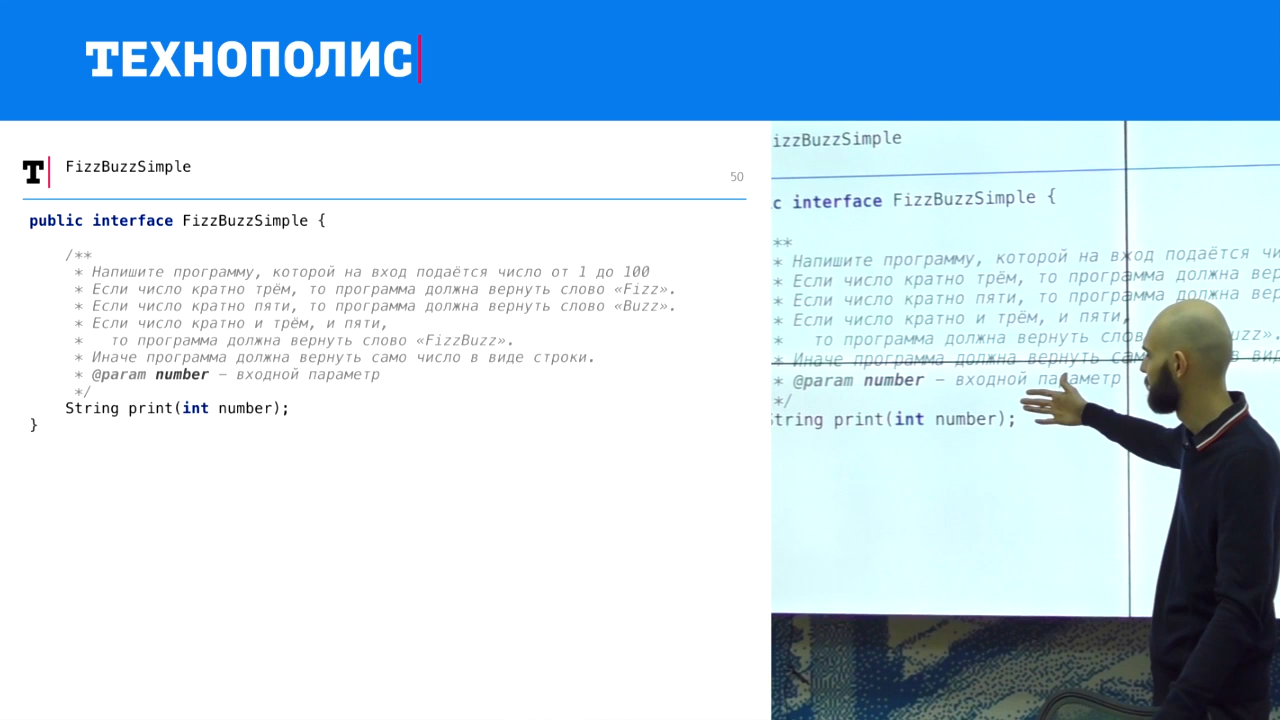 ТЕХНОПОЛИС
T FizzBuzzSimple
50
public interface FizzBuzzSimple {
/**
* Напишите программу, которой на вход подаётся число от 1 до 100
* Если число кратно трём, то программа должна вернуть слово «Fizz».
* Если число кратно пяти, то программа должна вернуть слово «Buzz».
* Если число кратно и трём, и пяти,
* то программа должна вернуть слово «FizzBuzz».
* Иначе программа должна вернуть само число в виде строки.
* @param number – входной параметр
*/
String print(int number);
}
izzBuzzSimple
c interface FizzBuzzSimple {
**
* Напишите программу, которой на вход подаётся чи
* Если число кратно трём, то программа должна вер
* Если число кратно пяти, то программа должна вер
* Если число кратно и трём, и пяти,
* то программа должна вернуть слов uzz».
* Иначе программа должна вернуть сам в вид
* @param number – входной параметр
*/
String print(int number);